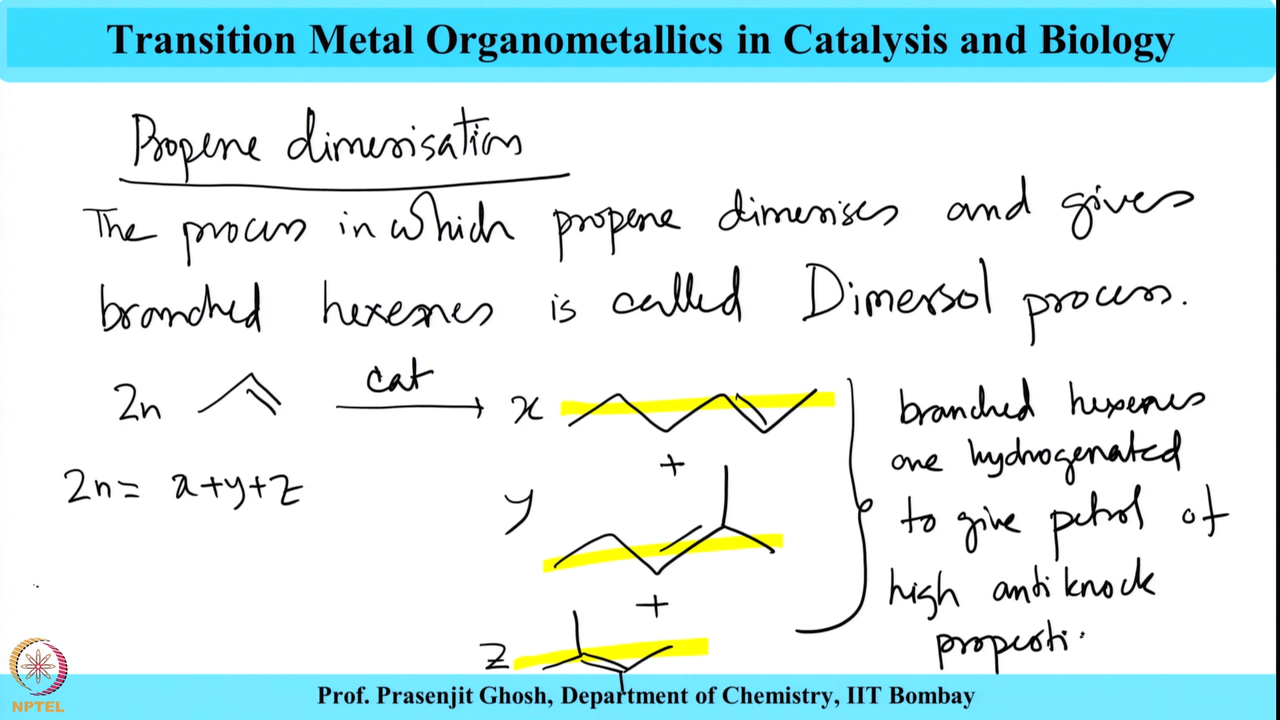 Transition Metal Organometallics in Catalysis and Biology
Propene dimerisation
The process in which propene dimerises and gives
branched hexenes is called Dimersol process.
2n cat x
+
2n = x+y+z
y
+
z
branched hexenes
are hydrogenated
to give petrol of
high anti knock
properti
NPTEL
Prof. Prasenjit Ghosh, Department of Chemistry, IIT Bombay